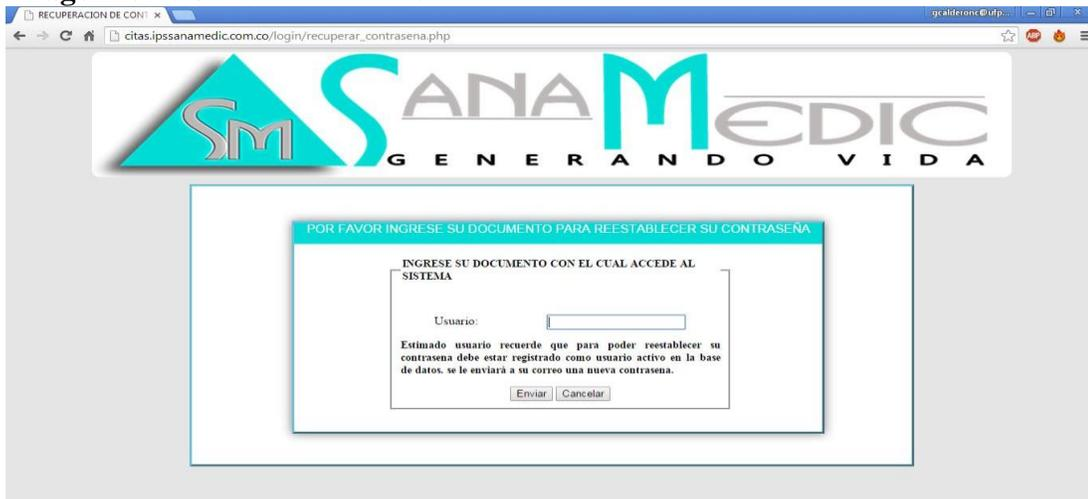 RECUPERACION DE CONT
gcalderonc@ufp...
citas.ipssanamedic.com.co/login/recuperar_contrasena.php
ABP
SM SANAMEDIC
GENERANDO VIDA
POR FAVOR INGRESE SU DOCUMENTO PARA REESTABLECER SU CONTRASEÑA
INGRESE SU DOCUMENTO CON EL CUAL ACCEDE AL
SISTEMA
Usuario:
Estimado usuario recuerde que para poder reestablecer su
contrasena debe estar registrado como usuario activo en la base
de datos. se le enviará a su correo una nueva contrasena.
Enviar Cancelar